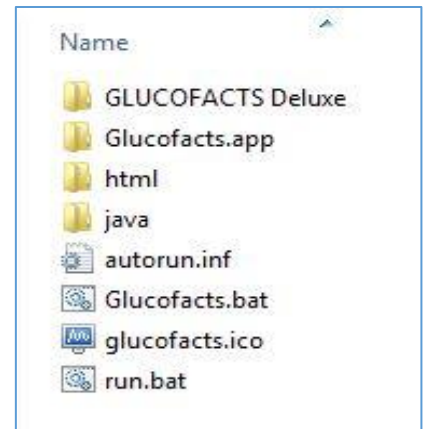 Name
GLUCOFACTS Deluxe
Glucofacts.app
html
java
autorun.inf
Glucofacts.bat
glucofacts.ico
run.bat